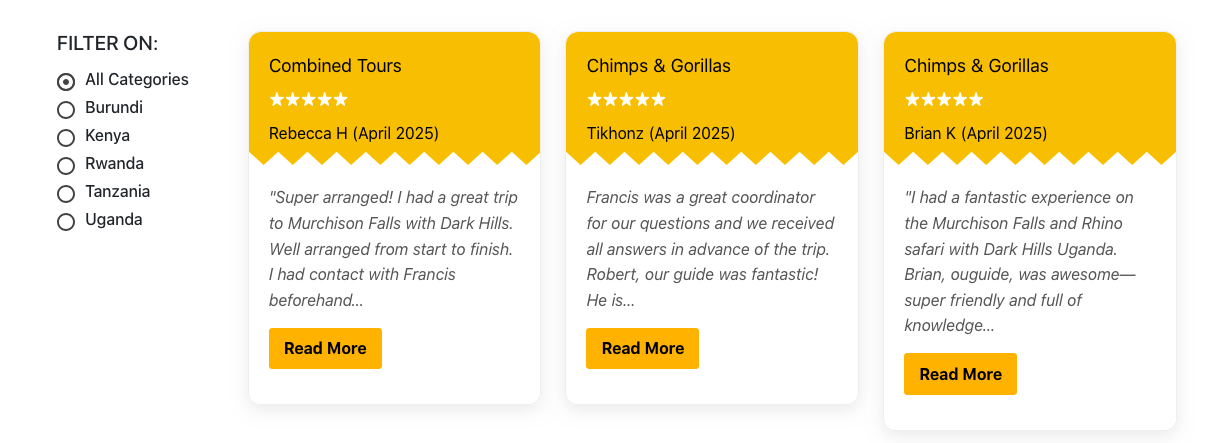 FILTER ON:
All Categories
Burundi
Kenya
Rwanda
Tanzania
Uganda
Combined Tours
Rebecca H (April 2025)
"Super arranged! I had a great trip
to Murchison Falls with Dark Hills.
Well arranged from start to finish.
I had contact with Francis
beforehand...
Read More
Chimps & Gorillas
Tikhonz (April 2025)
Francis was a great coordinator
for our questions and we received
all answers in advance of the trip.
Robert, our guide was fantastic!
He is...
Read More
Chimps & Gorillas
Brian K (April 2025)
"I had a fantastic experience on
the Murchison Falls and Rhino
safari with Dark Hills Uganda.
Brian, ouguide, was awesome—
super friendly and full of
knowledge...
Read More